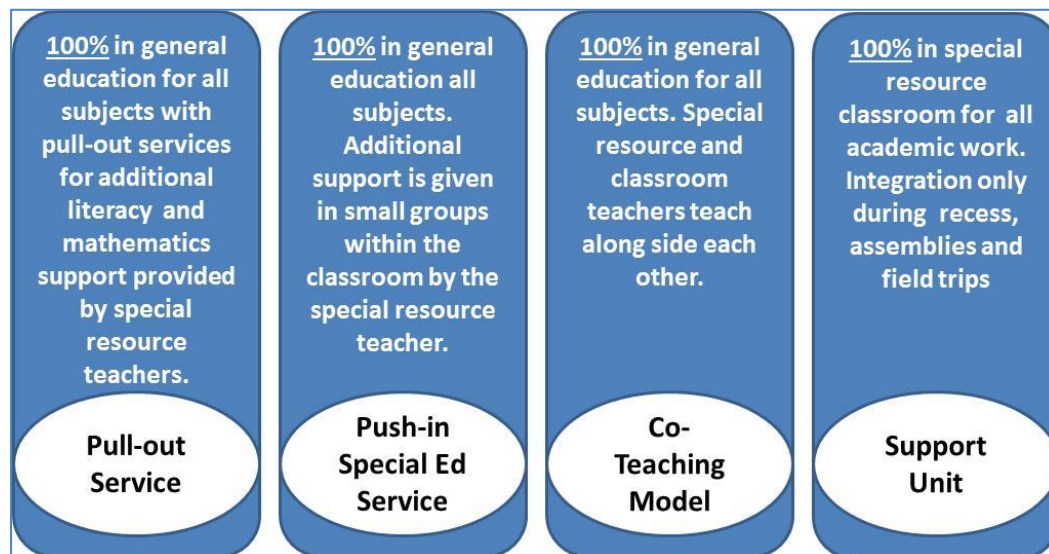 100% in general
education for all
subjects with
pull-out services
for additional
literacy and
mathematics
support provided
by special
resource
teachers.
Pull-out
Service
100% in general
education all
subjects.
Additional
support is given
in small groups
within the
classroom by the
special resource
teacher.
Push-in
Special Ed
Service
100% in general
education for all
subjects. Special
resource and
classroom
teachers teach
along side each
other.
Co-
Teaching
Model
100% in special
resource
classroom for all
academic work.
Integration only
during recess,
assemblies and
field trips
Support
Unit